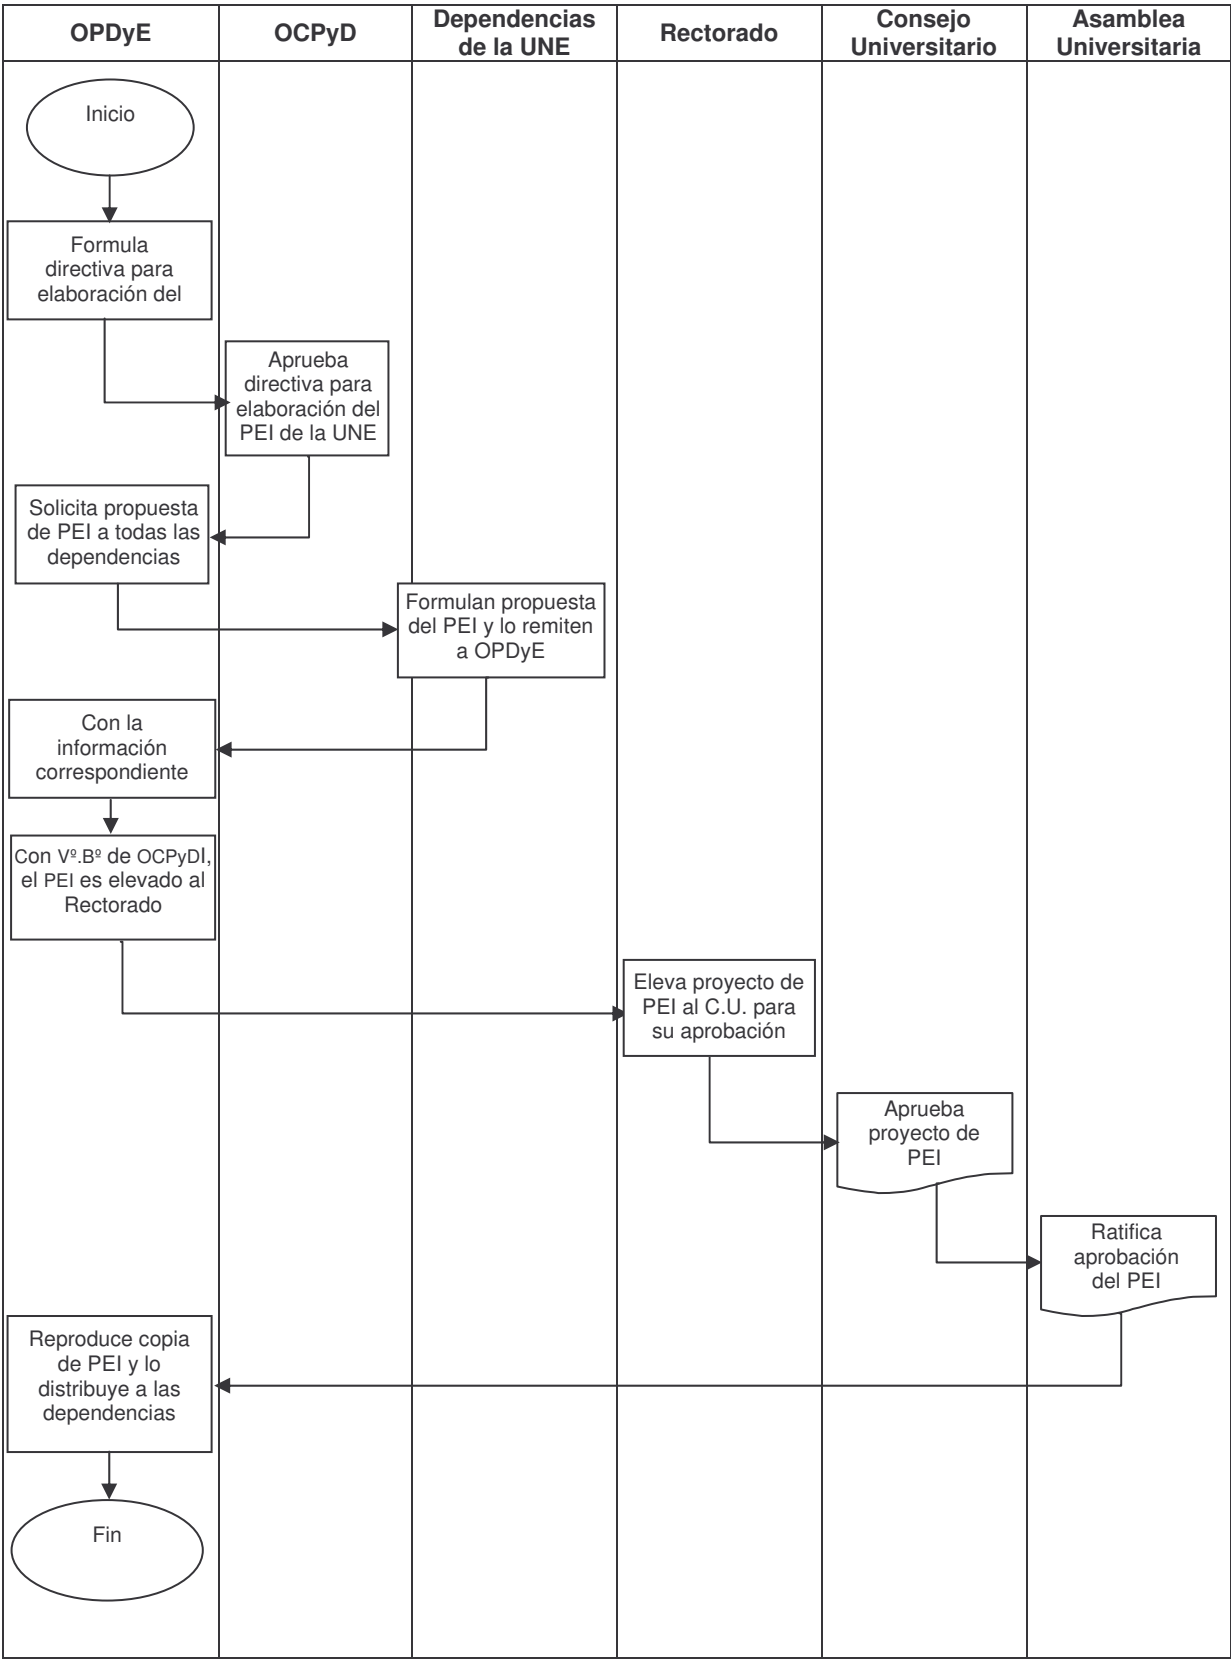 OPDyE
OCPyD
Dependencias
de la UNE
Rectorado
Consejo
Universitario
Asamblea
Universitaria
Inicio
Formula
directiva para
elaboración del
Aprueba
directiva para
elaboración del
PEI de la UNE
Solicita propuesta
de PEI a todas las
dependencias
Formulan propuesta
del PEI y lo remiten
a OPDyE
Con la
información
correspondiente
Con Vº.Bº de OCPyDI,
el PEI es elevado al
Rectorado
Eleva proyecto de
PEI al C.U. para
su aprobación
Aprueba
proyecto de
PEI
Ratifica
aprobación
del PEI
Reproduce copia
de PEI y lo
distribuye a las
dependencias
Fin